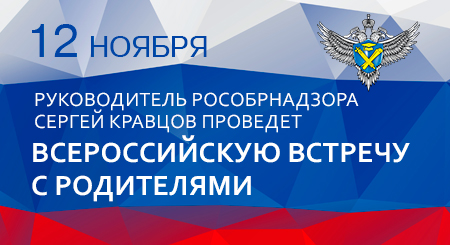 12 НОЯБРЯ
РУКОВОДИТЕЛЬ РОСОБРНАДЗОРА
СЕРГЕЙ КРАВЦОВ ПРОВЕДЕТ
ВСЕРОССИЙСКУЮ ВСТРЕЧУ
С РОДИТЕЛЯМИ